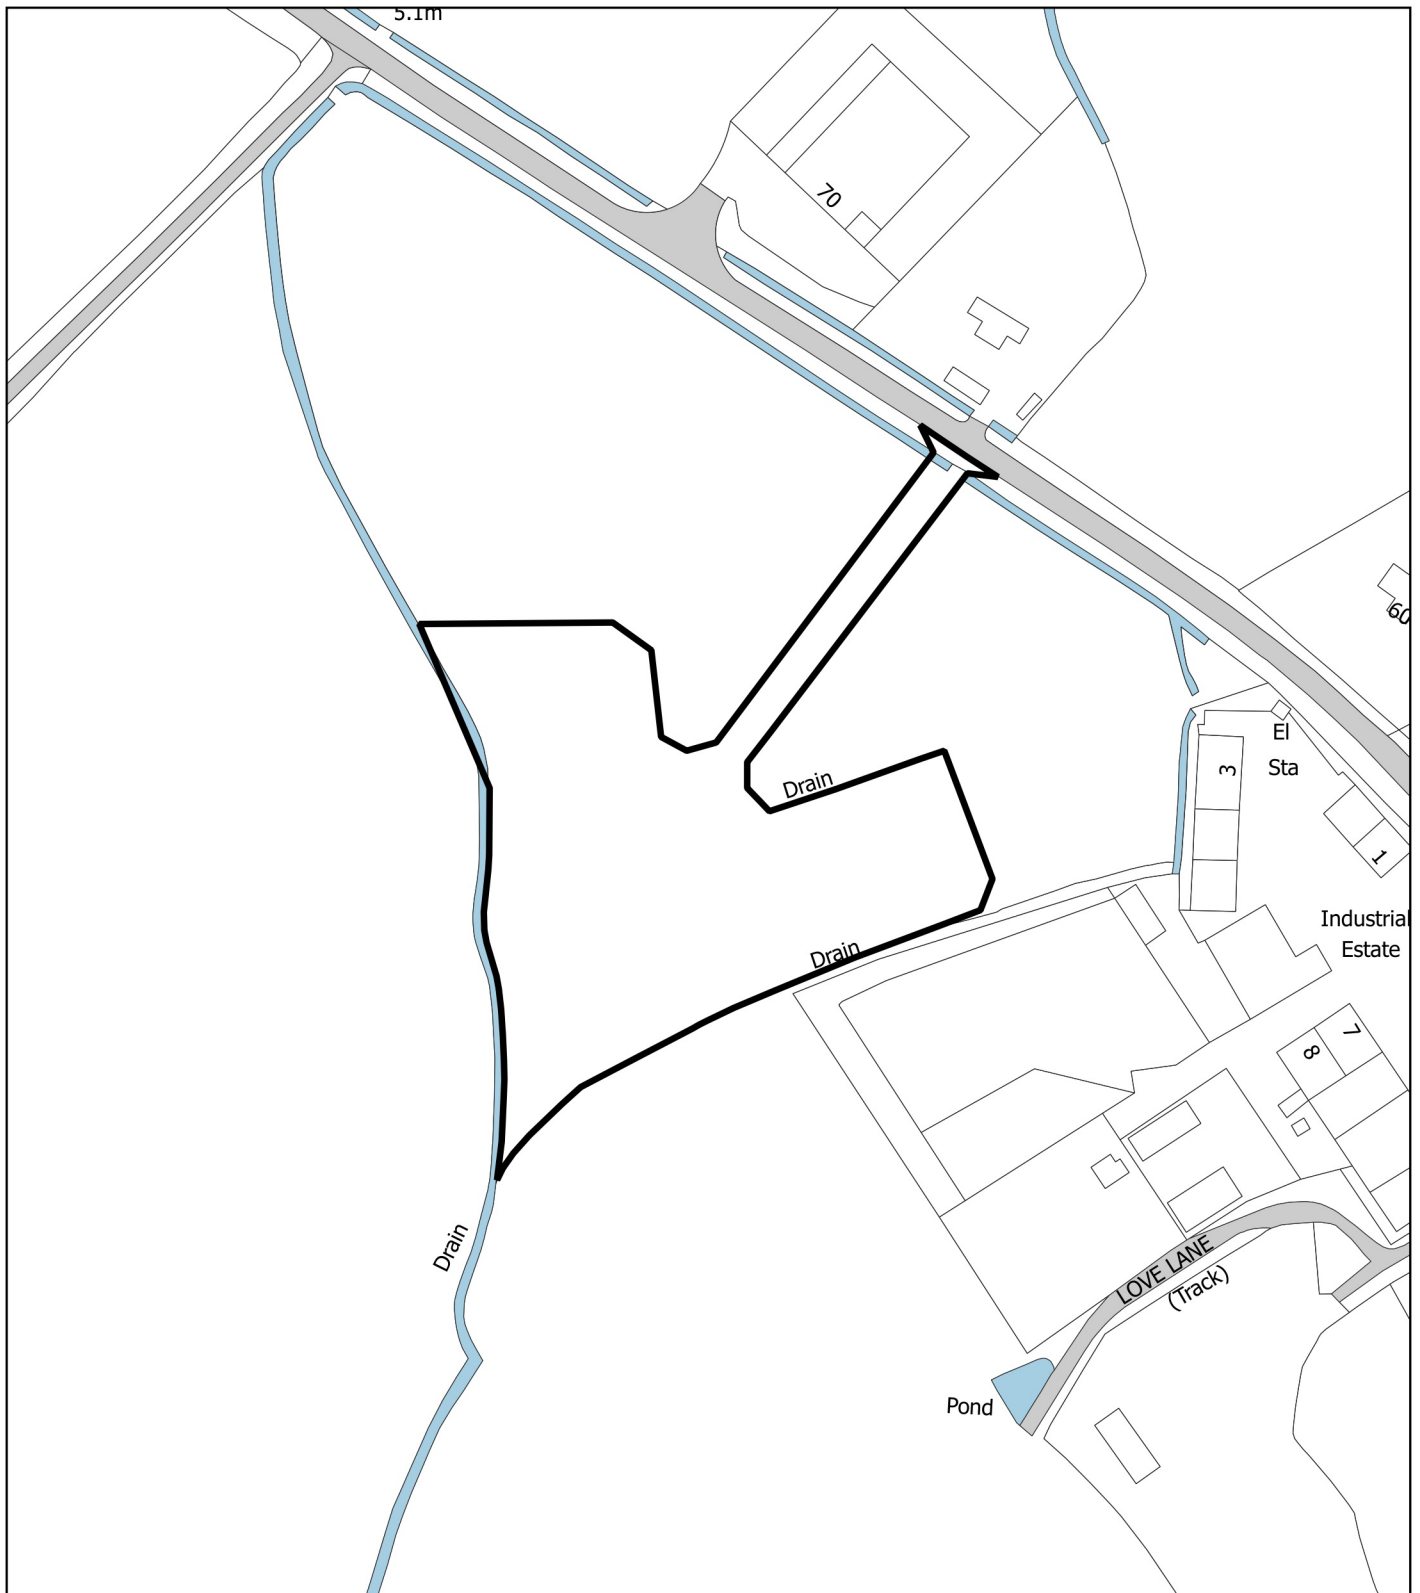 5.1m
70
60
El
Sta
3
1
Drain
Industrial
Estate
Drain
7
8
Drain
LOVE LANE
(Track)
Pond